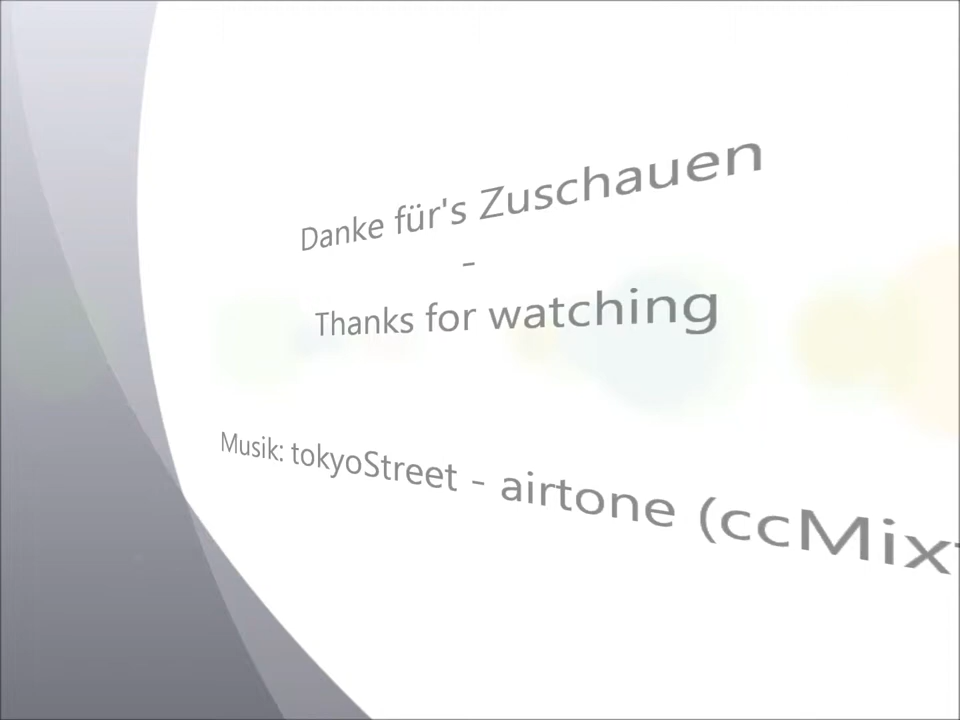 Danke für's Zuschauen
-
Thanks for watching
Musik: tokyoStreet - airtone (ccMix